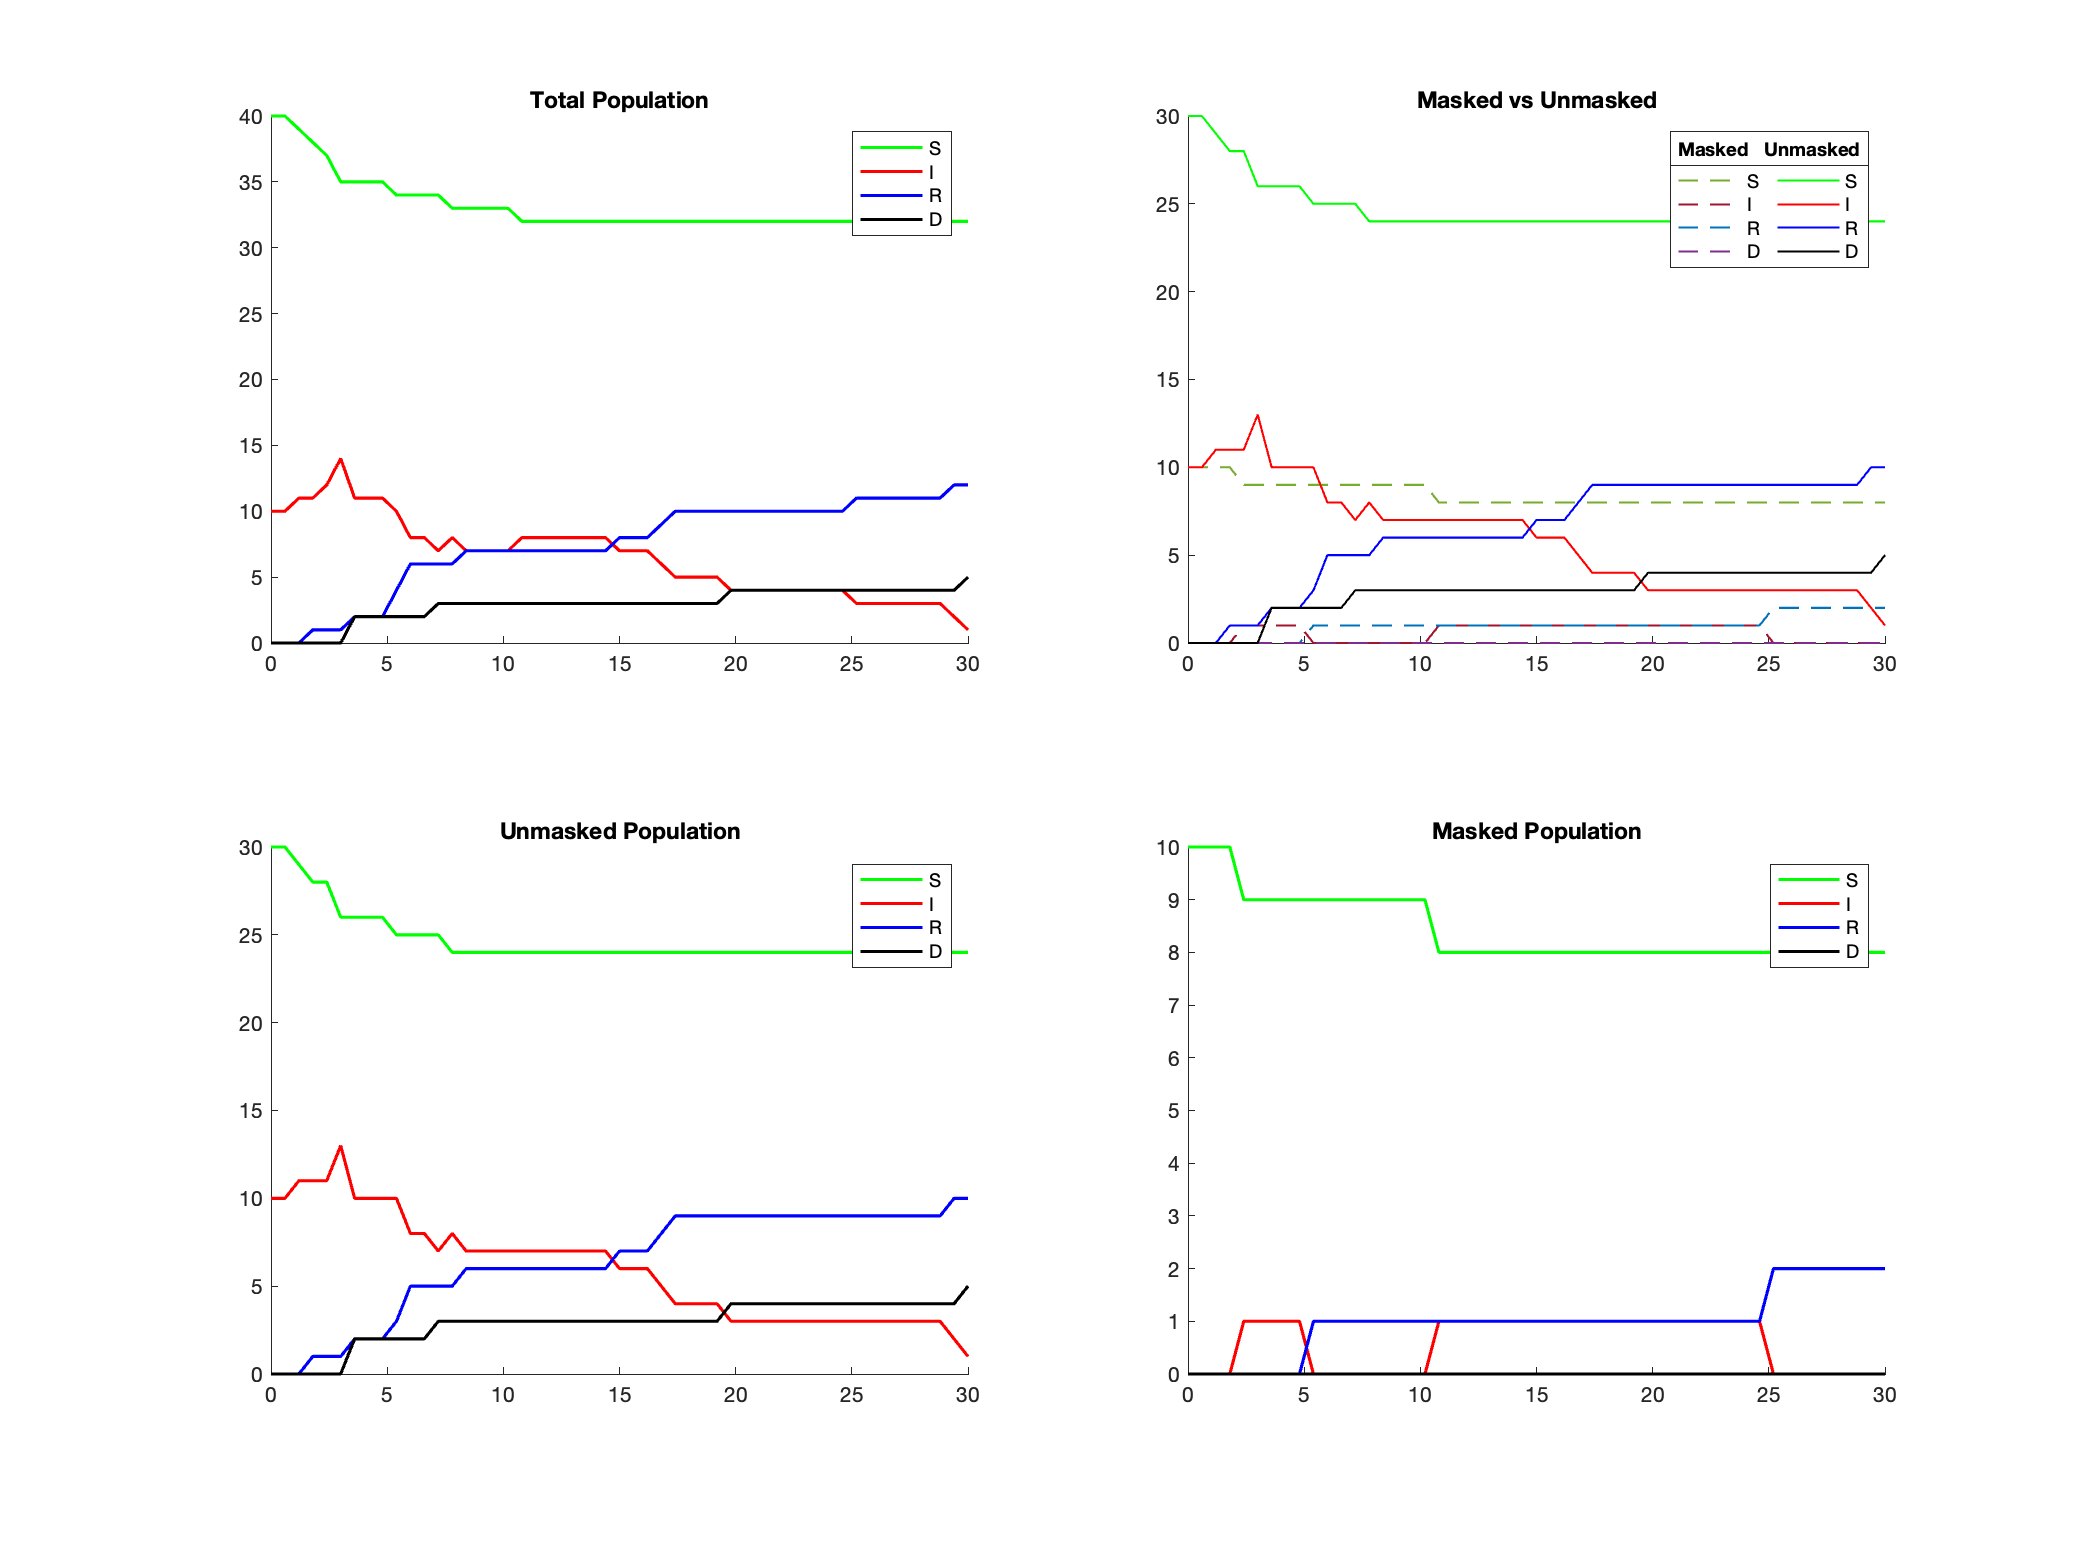 Total Population
40
35
30
25
20
15
10
5
0
0 5 10 15 20 25 30
S
I
R
D
Masked vs Unmasked
30
25
20
15
10
5
0
0 5 10 15 20 25 30
Masked Unmasked
S S
I I
R R
D D
Unmasked Population
30
25
20
15
10
5
0
0 5 10 15 20 25 30
S
I
R
D
Masked Population
10
9
8
7
6
5
4
3
2
1
0
0 5 10 15 20 25 30
S
I
R
D